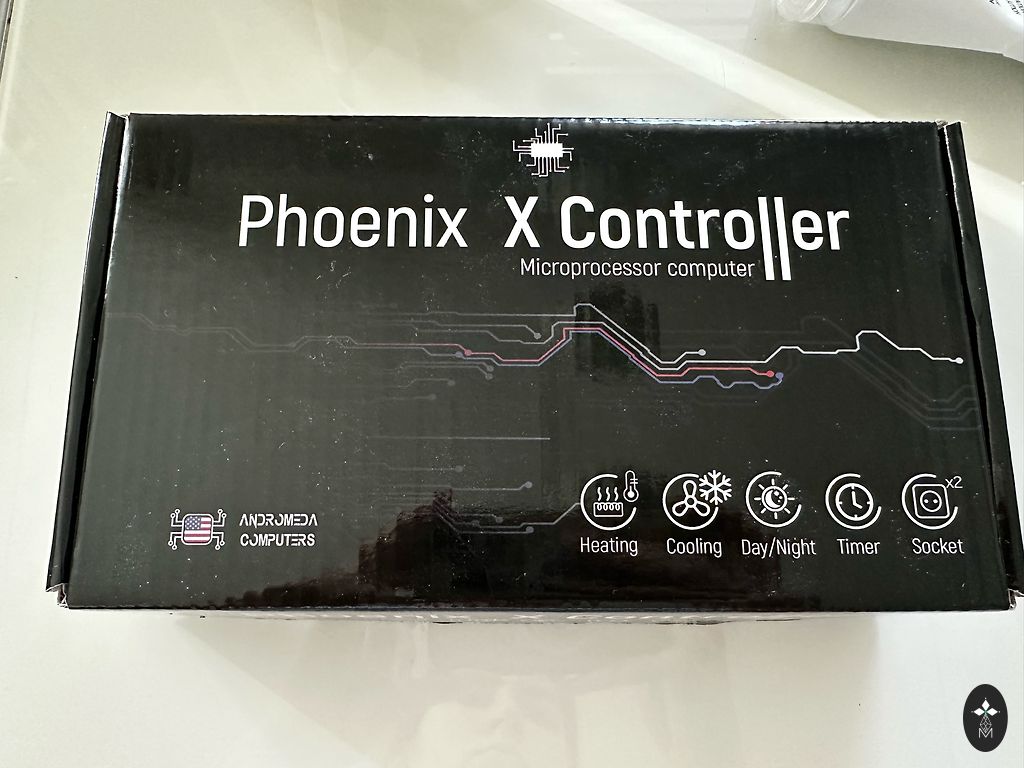 Phoenix X Controller
Microprocessor computer
ANDROMEDA
COMPUTERS
Heating
Cooling
Day/Night
Timer
x2
Socket
M